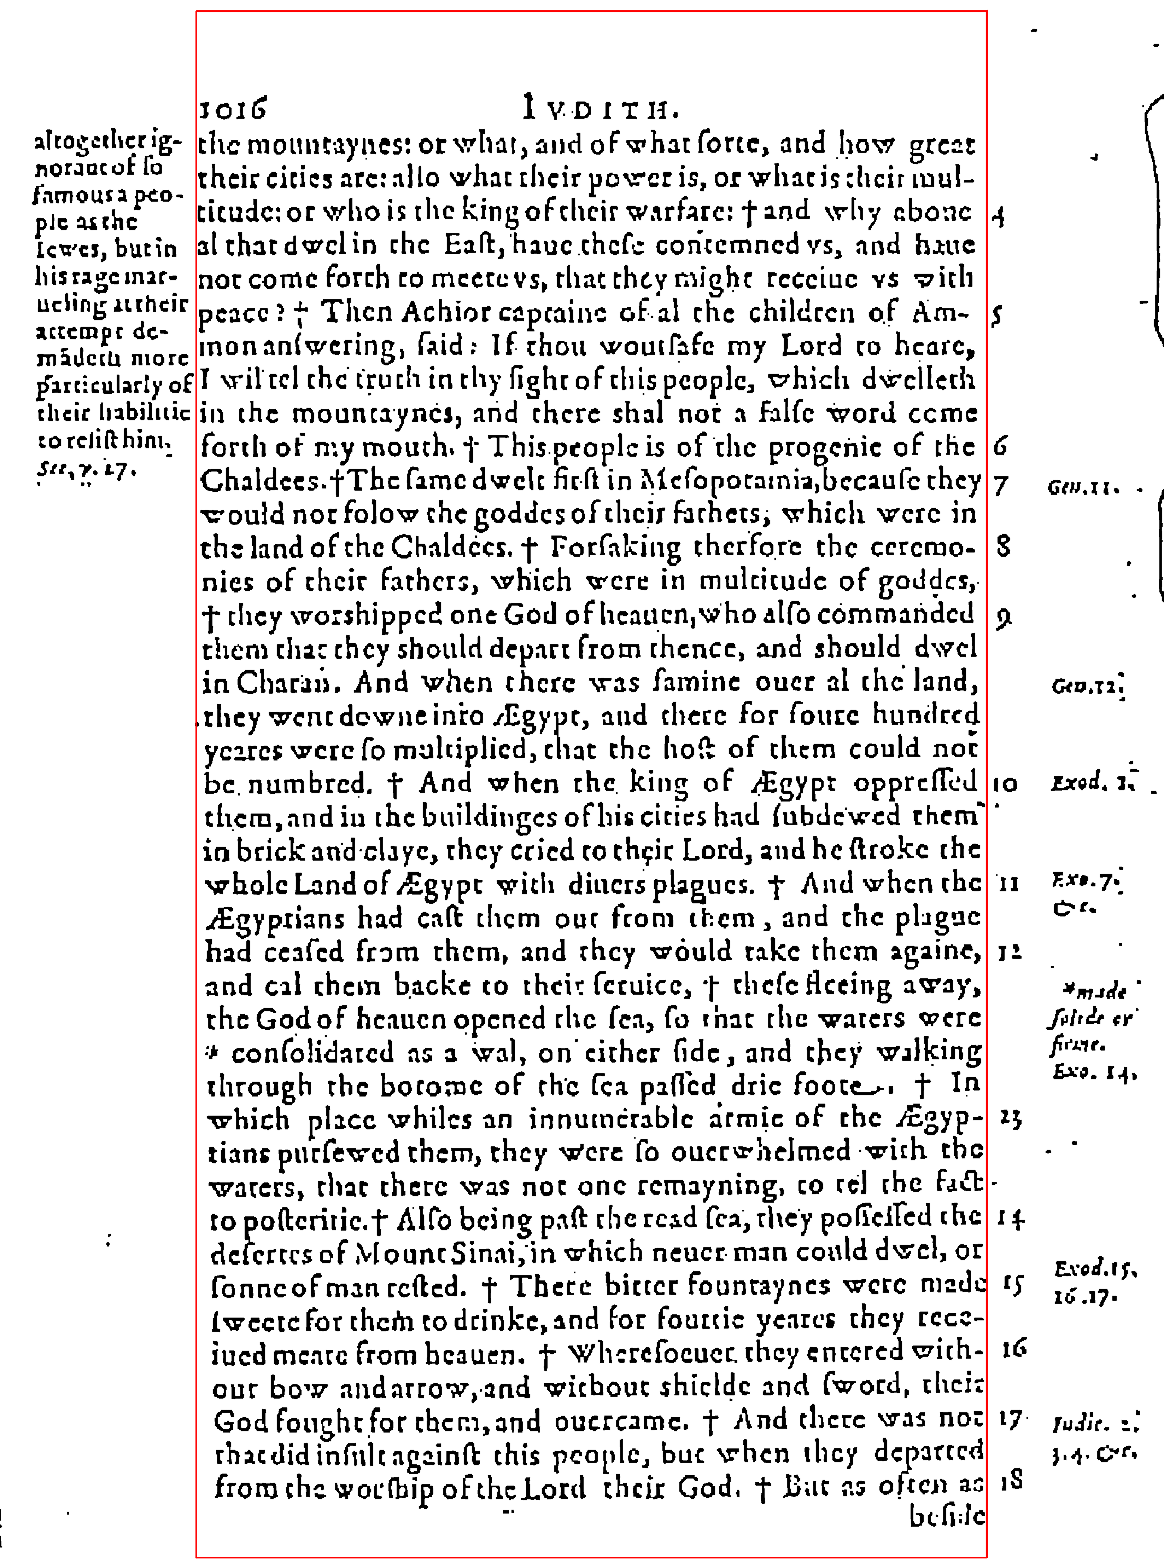 1016 IVDITH.
altogether ig-
norant of so
famous a peo-
ple as the
Iewes, but in
his rage mar-
ueling at their
attempt de-
mādeth more
particularly of
their habilitie
to resist him.
the mountaynes: or what, and of what sorte, and how great
their cities are: also what their power is, or what is their mul-
titude: or who is the king of their warfare: † and why aboue 4
al that dwel in the East, haue these contemned vs, and haue
not come forth to meete vs, that they might receiue vs with
peace? † Then Achior captaine of al the children of Am- 5
mon answering, said: If thou woutsafe my Lord to heare,
I wil tel the truth in thy sight of this people, which dwelleth
in the mountaynes, and there shal not a false word come
forth of my mouth. † This people is of the progenie of the 6
Chaldees. † The same dwelt first in Mesopotamia, because they 7 Gen. 11.
would not folow the goddes of their fathers, which were in
the land of the Chaldees. † Forsaking therfore the ceremo- 8
nies of their fathers, which were in multitude of goddes,
† they worshipped one God of heauen, who also commanded 9
them that they should depart from thence, and should dwel
in Charan. And when there was famine ouer al the land, Gen. 12.
they went downe into Ægypt, and there for foure hundred
yeares were so multiplied, that the host of them could not
be numbred. † And when the king of Ægypt oppressed 10 Exod. 1.
them, and in the buildinges of his cities had subdewed them
in brick and claye, they cried to their Lord, and he stroke the
whole Land of Ægypt with diuers plagues. † And when the 11 Exo. 7.
Ægyptians had cast them out from them, and the plague &c.
had ceased from them, and they would take them againe, 12
and cal them backe to their seruice, † these fleeing away, *made
the God of heauen opened the sea, so that the waters were solide or
* consolidated as a wal, on either side, and they walking firme.
through the botome of the sea passed drie foote. † In Exo. 14.
which place whiles an innumerable armie of the Ægyp- 13
tians pursewed them, they were so ouerwhelmed with the
waters, that there was not one remayning, to tel the fact
to posteritie. † Also being past the read sea, they possessed the 14
desertes of Mount Sinai, in which neuer man could dwel, or
sonne of man rested. † There bitter fountaynes were made 15 Exod. 15.
sweete for them to drinke, and for fourtie yeares they rece- 16. 17.
iued meate from heauen. † Wheresoeuer they entered with- 16
out bow and arrow, and without shielde and sword, their
God fought for them, and ouercame. † And there was not 17 Iudic. 2.
that did insult against this people, but when they departed 3. 4. &c.
from the worship of the Lord their God. † But as often as 18
beside